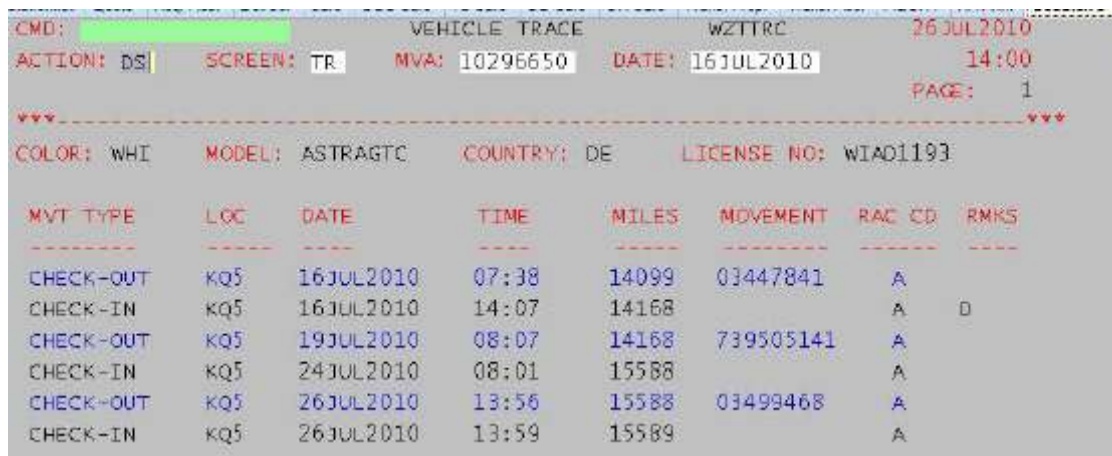 CMD: VEHICLE TRACE WZTTRC 26JUL2010
ACTION: DS SCREEN: TR MVA: 10296650 DATE: 16JUL2010 14:00
PAGE: 1
***------------------------------------------------------------***
COLOR: WHI MODEL: ASTRAGTC COUNTRY: DE LICENSE NO: WIAD1193
MVT TYPE LOC DATE TIME MILES MOVEMENT RAC CD RMKS
-------- ----- ---- ---- ----- -------- ------ ----
CHECK-OUT KQ5 16JUL2010 07:38 14099 03447841 A
CHECK-IN KQ5 16JUL2010 14:07 14168 A D
CHECK-OUT KQ5 19JUL2010 08:07 14168 739505141 A
CHECK-IN KQ5 24JUL2010 08:01 15588 A
CHECK-OUT KQ5 26JUL2010 13:56 15588 03499468 A
CHECK-IN KQ5 26JUL2010 13:59 15589 A